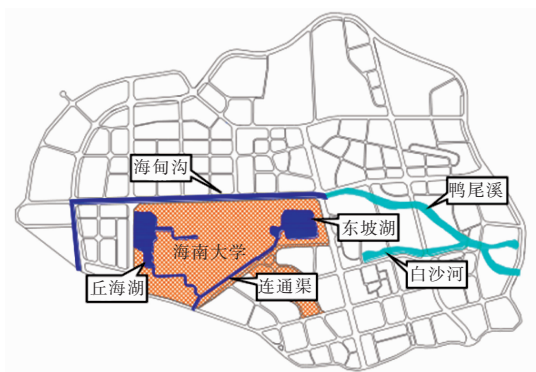 海甸沟
鸭尾溪
东坡湖
海南大学
白沙河
丘海湖
连通渠